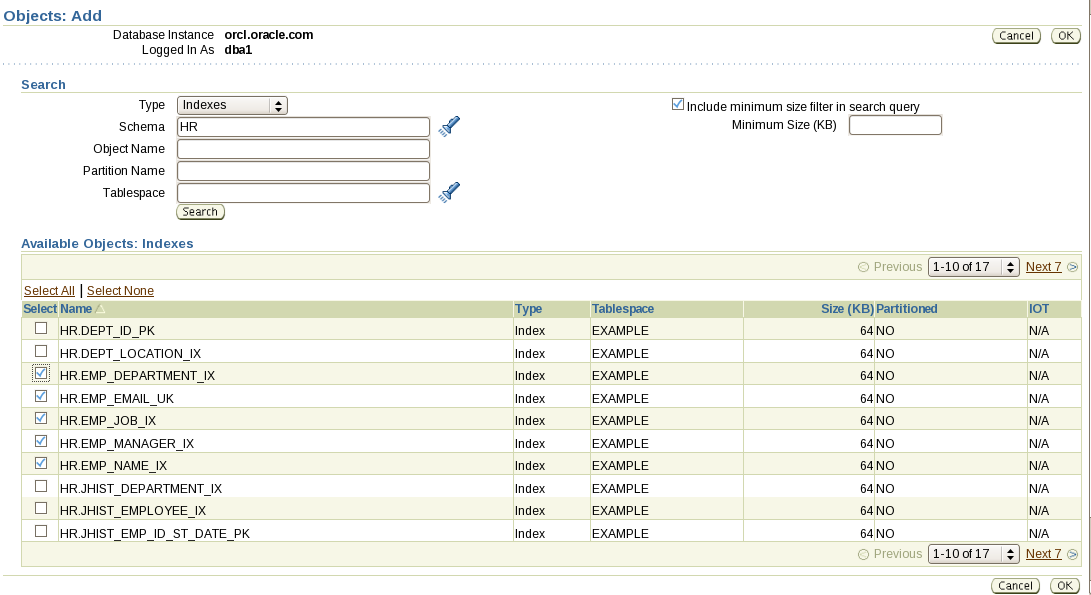 Objects: Add
Database Instance orcl.oracle.com
Logged In As dba1
Cancel OK
Search
Type Indexes
Include minimum size filter in search query
Schema HR
Minimum Size (KB)
Object Name
Partition Name
Tablespace
Search
Available Objects: Indexes
Previous 1-10 of 17 Next 7
Select All | Select None
Select Name Type Tablespace Size (KB) Partitioned IOT
HR.DEPT_ID_PK Index EXAMPLE 64 NO N/A
HR.DEPT_LOCATION_IX Index EXAMPLE 64 NO N/A
HR.EMP_DEPARTMENT_IX Index EXAMPLE 64 NO N/A
HR.EMP_EMAIL_UK Index EXAMPLE 64 NO N/A
HR.EMP_JOB_IX Index EXAMPLE 64 NO N/A
HR.EMP_MANAGER_IX Index EXAMPLE 64 NO N/A
HR.EMP_NAME_IX Index EXAMPLE 64 NO N/A
HR.JHIST_DEPARTMENT_IX Index EXAMPLE 64 NO N/A
HR.JHIST_EMPLOYEE_IX Index EXAMPLE 64 NO N/A
HR.JHIST_EMP_ID_ST_DATE_PK Index EXAMPLE 64 NO N/A
Previous 1-10 of 17 Next 7
Cancel OK